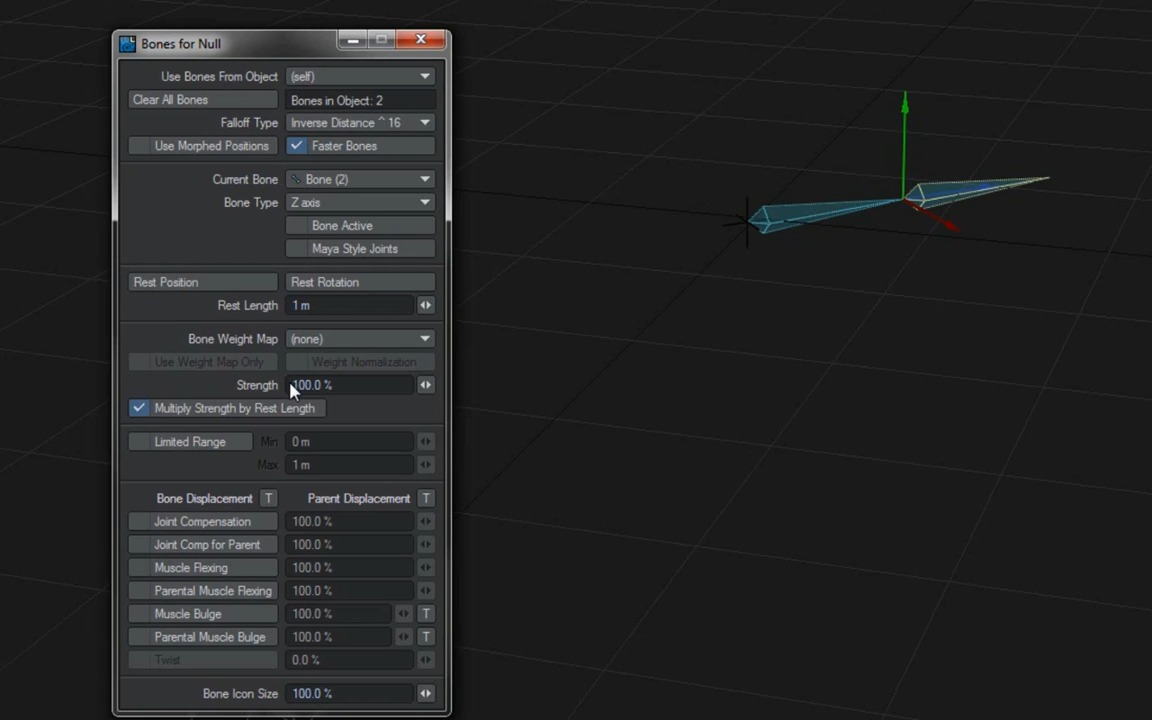 Bones for Null
Use Bones From Object (self)
Clear All Bones Bones in Object: 2
Falloff Type Inverse Distance ^ 16
Use Morphed Positions Faster Bones
Current Bone Bone (2)
Bone Type Z axis
Bone Active
Maya Style Joints
Rest Position Rest Rotation
Rest Length 1 m
Bone Weight Map (none)
Use Weight Map Only Weight Normalization
Strength 100.0 %
Multiply Strength by Rest Length
Limited Range Min 0 m
Max 1 m
Bone Displacement T Parent Displacement T
Joint Compensation 100.0 %
Joint Comp for Parent 100.0 %
Muscle Flexing 100.0 %
Parental Muscle Flexing 100.0 %
Muscle Bulge 100.0 % T
Parental Muscle Bulge 100.0 % T
Twist 0.0 %
Bone Icon Size 100.0 %